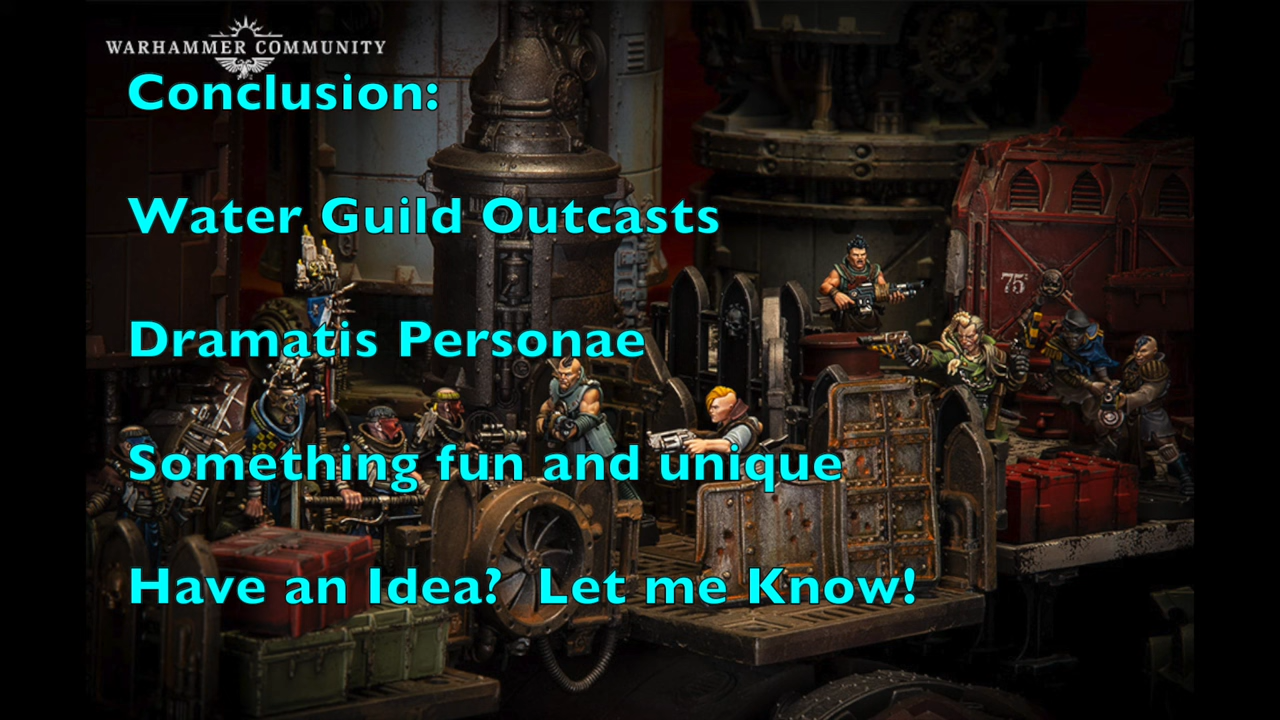 WARHAMMER COMMUNITY
Conclusion:
Water Guild Outcasts
Dramatis Personae
Something fun and unique
75
Have an Idea?  Let me Know!